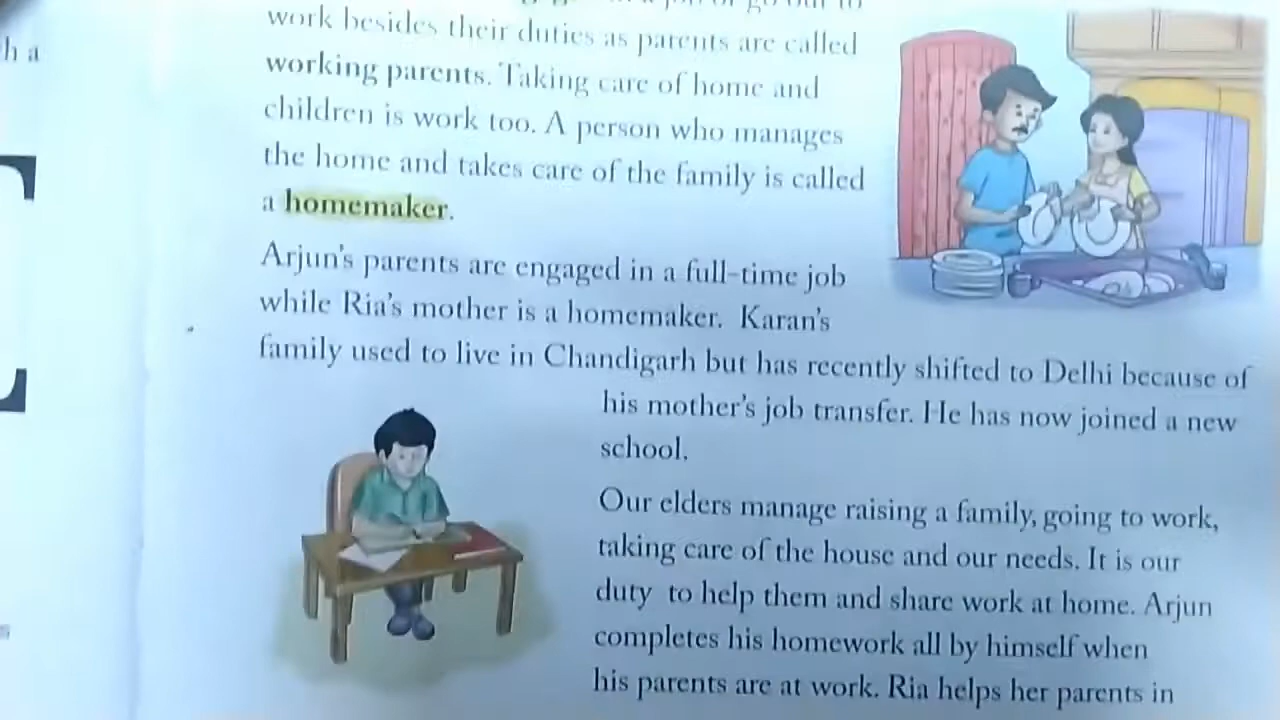 h a
work besides their duties as parents are called
working parents. Taking care of home and
children is work too. A person who manages
the home and takes care of the family is called
a homemaker.
Arjun's parents are engaged in a full-time job
while Ria's mother is a homemaker. Karan's
family used to live in Chandigarh but has recently shifted to Delhi because of
his mother's job transfer. He has now joined a new
school.
Our elders manage raising a family, going to work,
taking care of the house and our needs. It is our
duty to help them and share work at home. Arjun
completes his homework all by himself when
his parents are at work. Ria helps her parents in